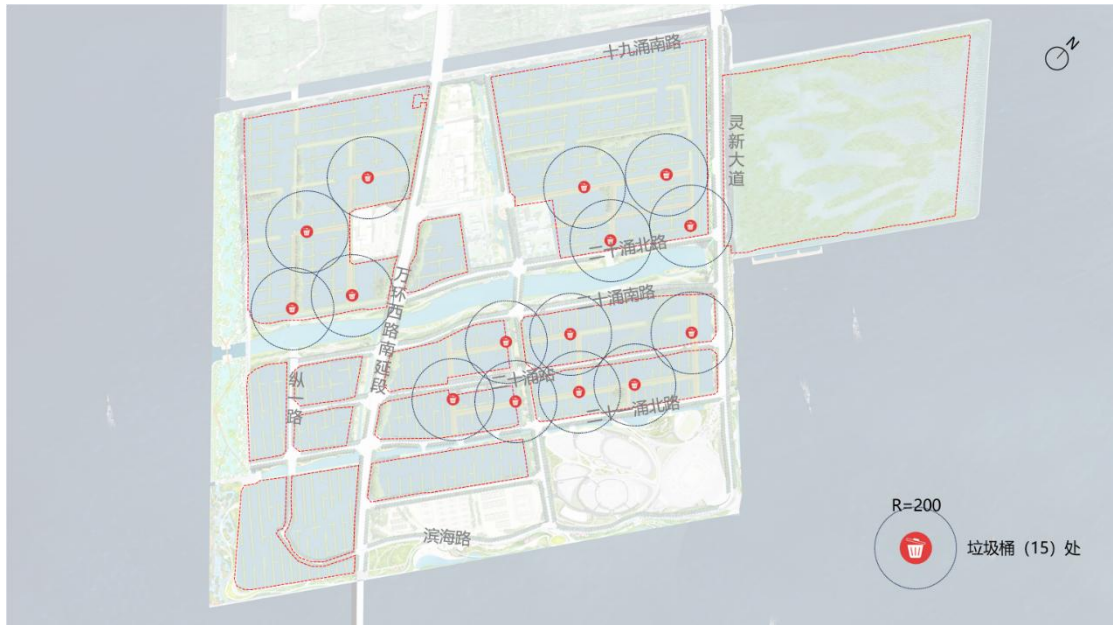 十九涌南路
N
灵新大道
二十涌北路
万环西路南延段
二十涌南路
纵一路
二十涌路
二十一涌北路
R=200
垃圾桶（15）处
滨海路